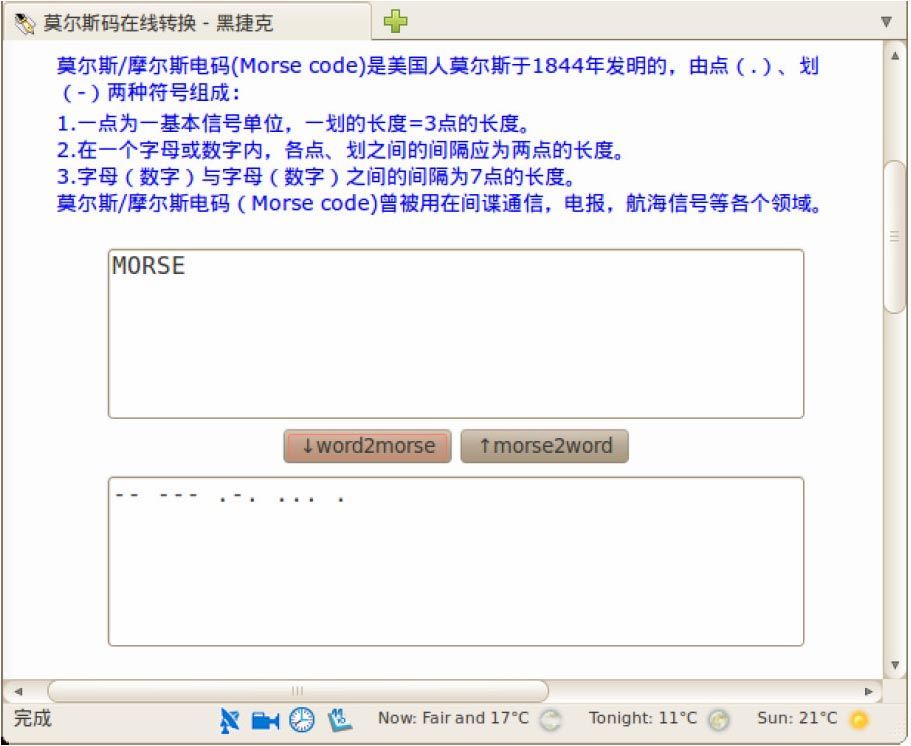 莫尔斯码在线转换 - 黑捷克
莫尔斯/摩尔斯电码(Morse code)是美国人莫尔斯于1844年发明的，由点（.）、划
（-）两种符号组成：
1.一点为一基本信号单位，一划的长度=3点的长度。
2.在一个字母或数字内，各点、划之间的间隔应为两点的长度。
3.字母（数字）与字母（数字）之间的间隔为7点的长度。
莫尔斯/摩尔斯电码（Morse code)曾被用在间谍通信，电报，航海信号等各个领域。
MORSE
↓word2morse ↑morse2word
-- --- .-. ... .
完成 Now: Fair and 17°C Tonight: 11°C Sun: 21°C